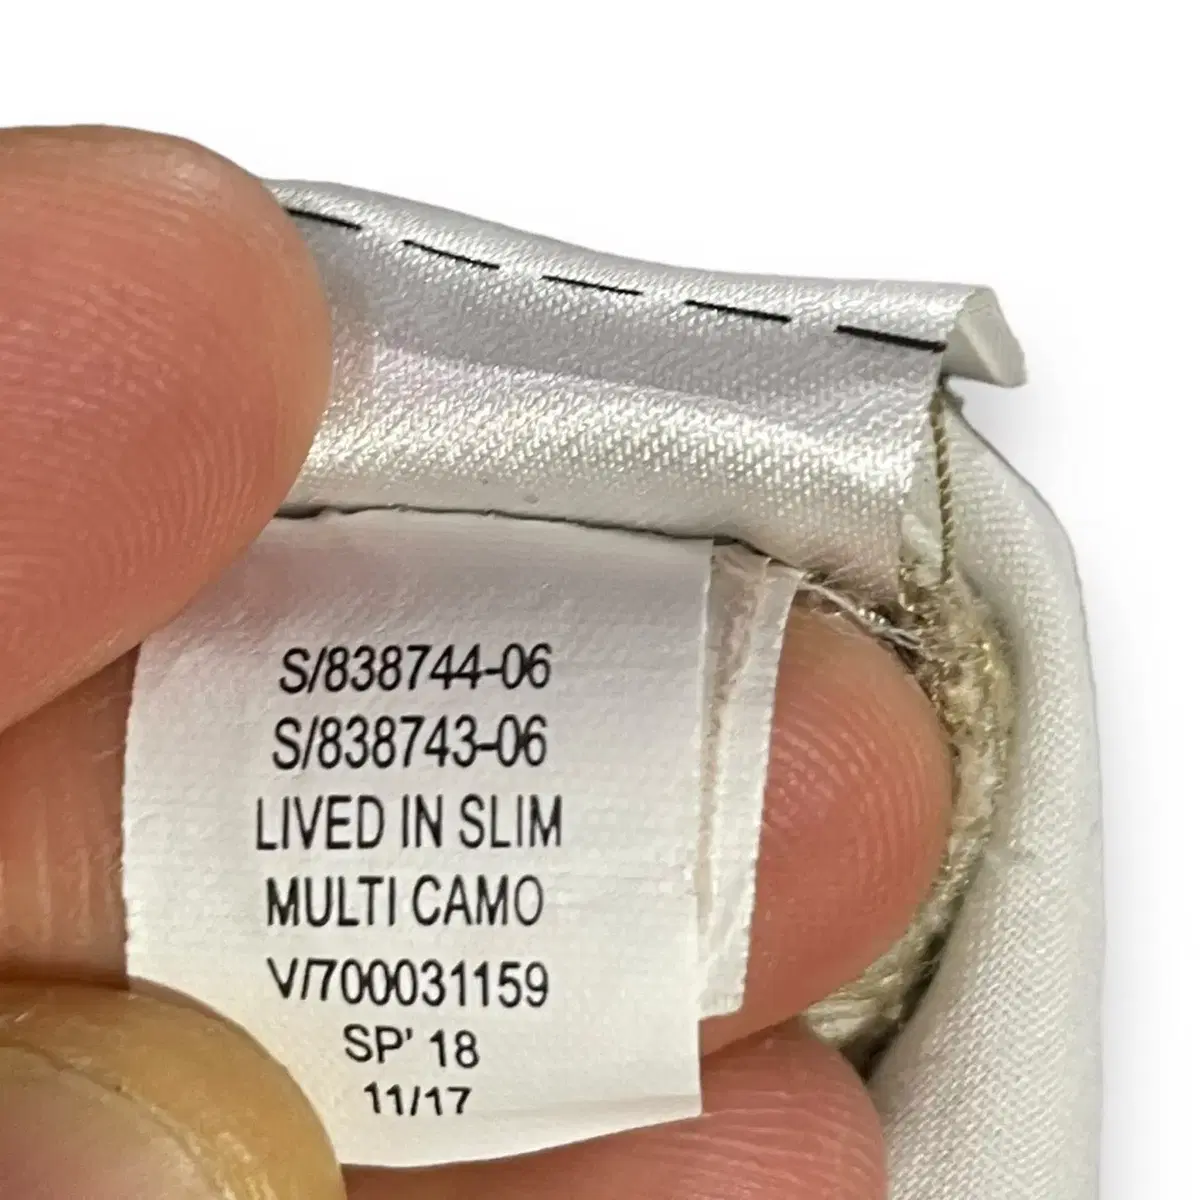 S/838744-06
S/838743-06
LIVED IN SLIM
MULTI CAMO
V/700031159
SP' 18
11/17